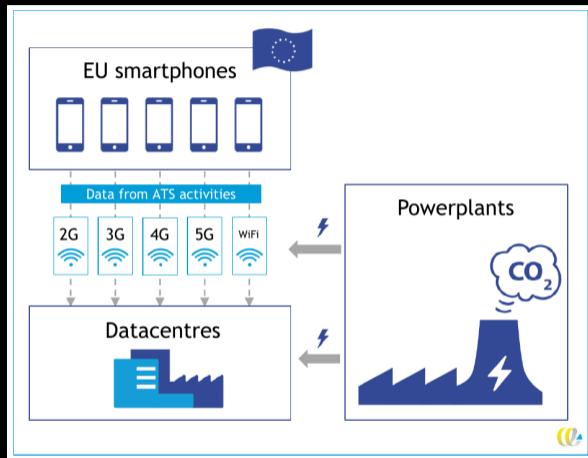 EU smartphones
Data from ATS activities
2G 3G 4G 5G WiFi
Powerplants
CO2
Datacentres